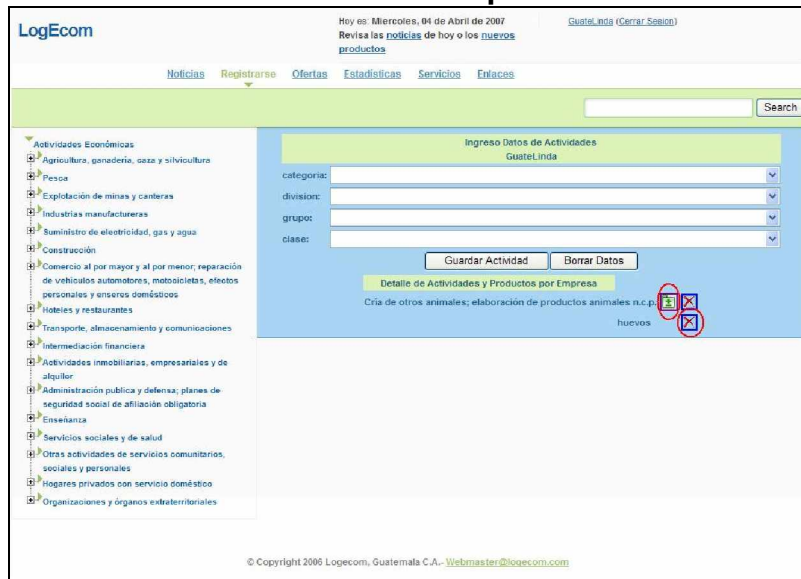 LogEcom
Hoy es: Miercoles, 04 de Abril de 2007
Revisa las noticias de hoy o los nuevos
productos
GuateLinda (Cerrar Sesion)
Noticias Registrarse Ofertas Estadísticas Servicios Enlaces
Search
Actividades Económicas
Agricultura, ganadería, caza y silvicultura
Pesca
Explotación de minas y canteras
Industrias manufactureras
Suministro de electricidad, gas y agua
Construcción
Comercio al por mayor y al por menor; reparación
de vehículos automotores, motocicletas, efectos
personales y enseres domésticos
Hoteles y restaurantes
Transporte, almacenamiento y comunicaciones
Intermediación financiera
Actividades inmobiliarias, empresariales y de
alquiler
Administración publica y defensa; planes de
seguridad social de afiliación obligatoria
Enseñanza
Servicios sociales y de salud
Otras actividades de servicios comunitarios,
sociales y personales
Hogares privados con servicio doméstico
Organizaciones y órganos extraterritoriales
Ingreso Datos de Actividades
GuateLinda
categoria:
division:
grupo:
clase:
Guardar Actividad Borrar Datos
Detalle de Actividades y Productos por Empresa
Cría de otros animales; elaboración de productos animales n.c.p.
huevos
© Copyright 2006 Logecom, Guatemala C.A.- Webmaster@logecom.com